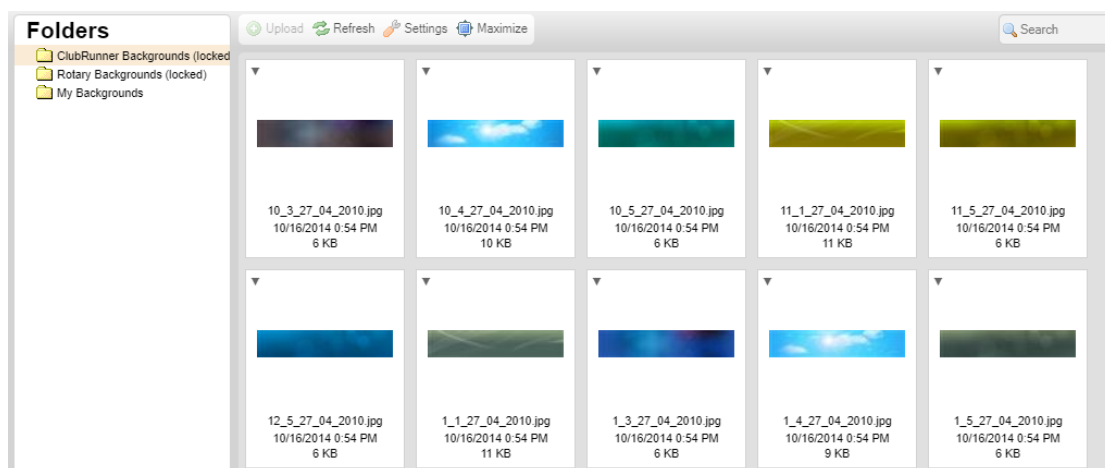 Folders
ClubRunner Backgrounds (locked
Rotary Backgrounds (locked)
My Backgrounds
Upload Refresh Settings Maximize
Search
10_3_27_04_2010.jpg
10/16/2014 0:54 PM
6 KB
10_4_27_04_2010.jpg
10/16/2014 0:54 PM
10 KB
10_5_27_04_2010.jpg
10/16/2014 0:54 PM
6 KB
11_1_27_04_2010.jpg
10/16/2014 0:54 PM
11 KB
11_5_27_04_2010.jpg
10/16/2014 0:54 PM
6 KB
12_5_27_04_2010.jpg
10/16/2014 0:54 PM
6 KB
1_1_27_04_2010.jpg
10/16/2014 0:54 PM
11 KB
1_3_27_04_2010.jpg
10/16/2014 0:54 PM
6 KB
1_4_27_04_2010.jpg
10/16/2014 0:54 PM
9 KB
1_5_27_04_2010.jpg
10/16/2014 0:54 PM
6 KB